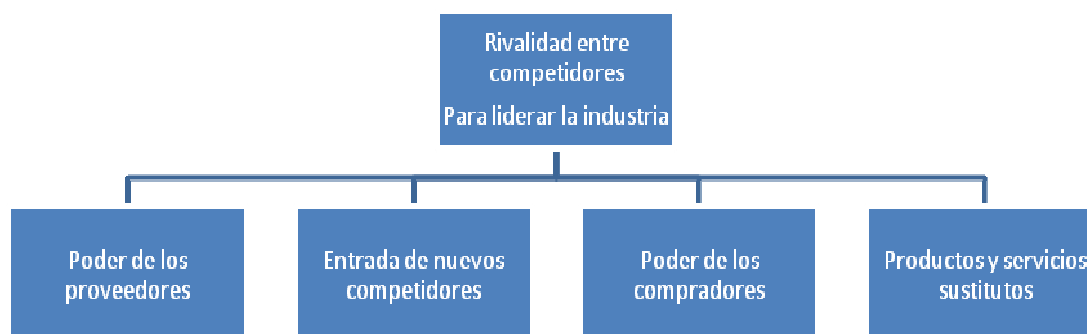 Rivalidad entre
competidores
Para liderar la industria
Poder de los
proveedores
Entrada de nuevos
competidores
Poder de los
compradores
Productos y servicios
sustitutos